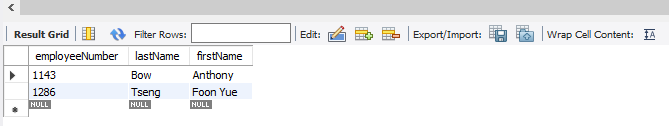 Result Grid Filter Rows: Edit: Export/Import: Wrap Cell Content: IA
employeeNumber lastName firstName
1143 Bow Anthony
1286 Tseng Foon Yue
NULL NULL NULL